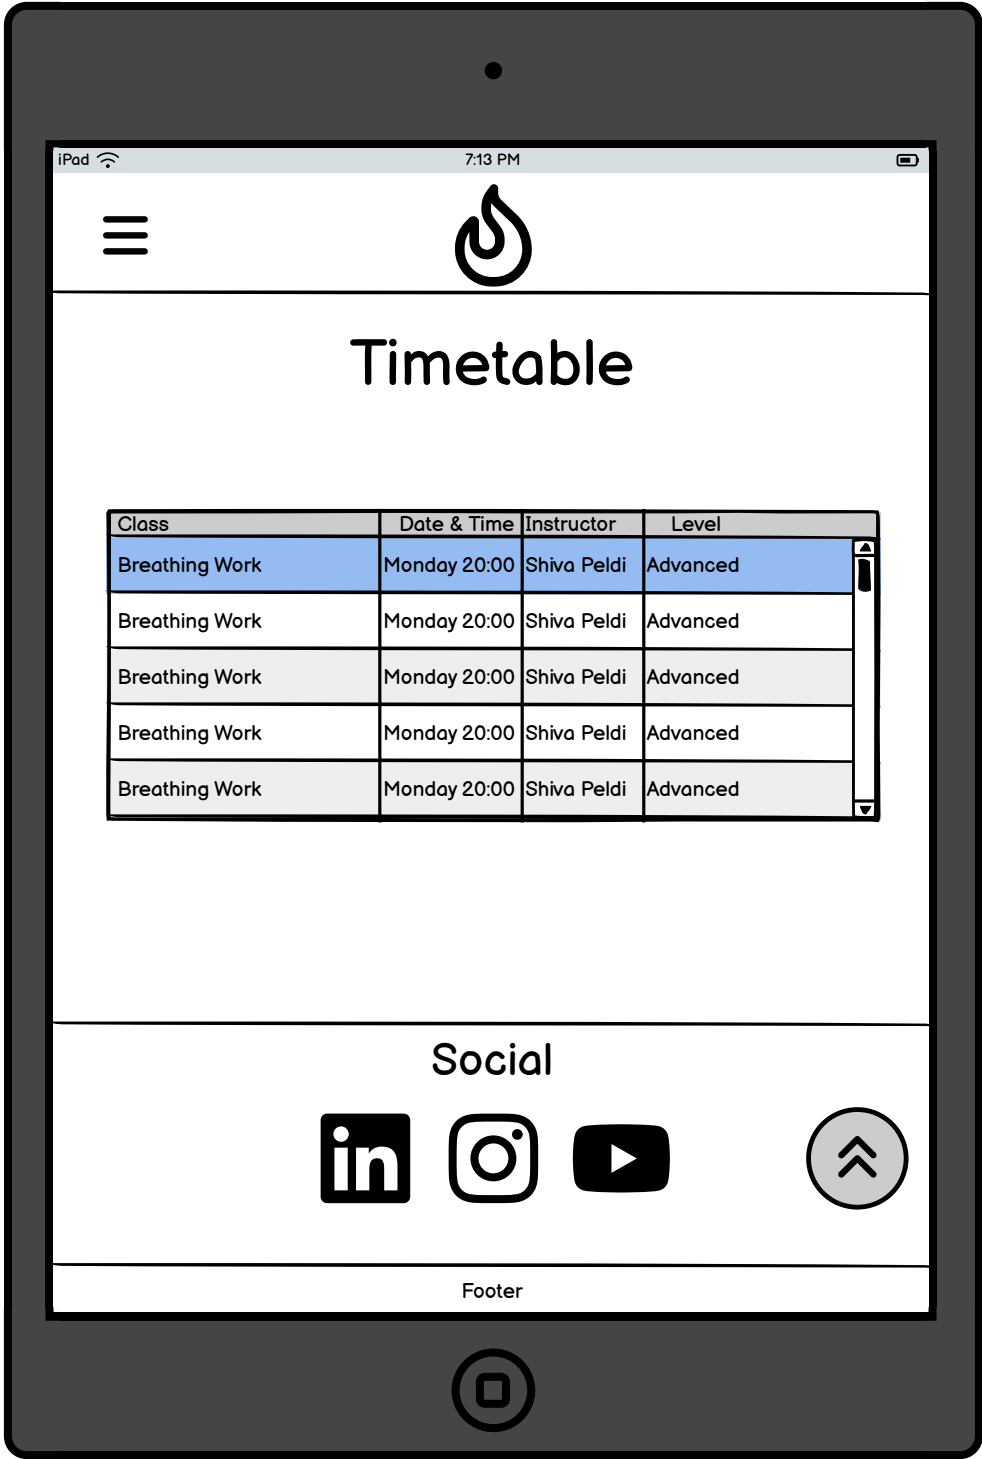 iPad 7:13 PM
Timetable
Class Date & Time Instructor Level
Breathing Work Monday 20:00 Shiva Peldi Advanced
Breathing Work Monday 20:00 Shiva Peldi Advanced
Breathing Work Monday 20:00 Shiva Peldi Advanced
Breathing Work Monday 20:00 Shiva Peldi Advanced
Breathing Work Monday 20:00 Shiva Peldi Advanced
Social
in
Footer